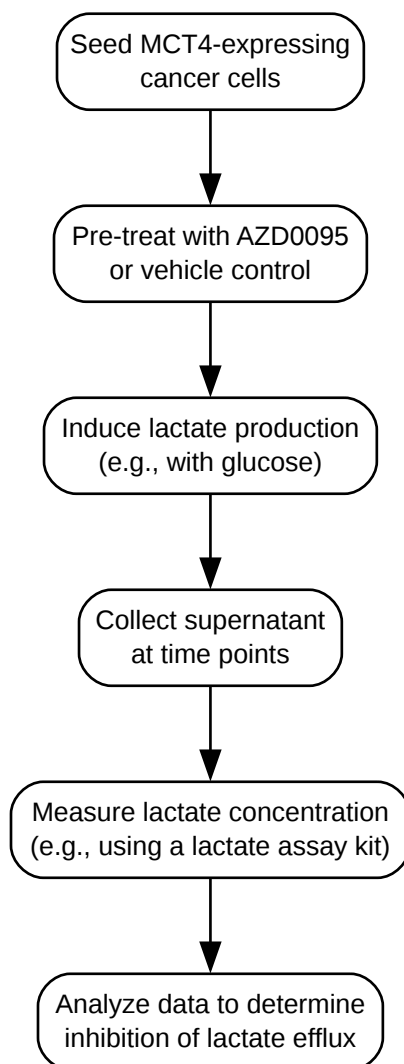 Seed MCT4-expressing
cancer cells
Pre-treat with AZD0095
or vehicle control
Induce lactate production
(e.g., with glucose)
Collect supernatant
at time points
Measure lactate concentration
(e.g., using a lactate assay kit)
Analyze data to determine
inhibition of lactate efflux